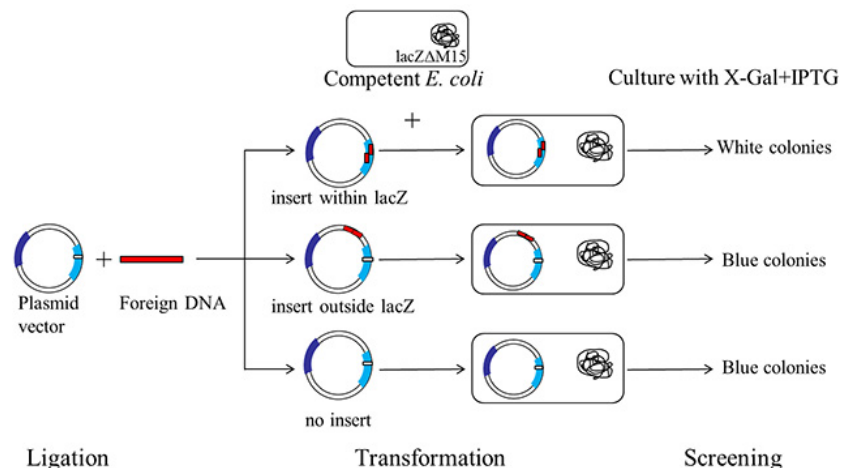 lacZΔM15
Competent E. coli
Culture with X-Gal+IPTG
+
insert within lacZ
White colonies
+
Plasmid
vector
Foreign DNA
insert outside lacZ
Blue colonies
no insert
Blue colonies
Ligation
Transformation
Screening